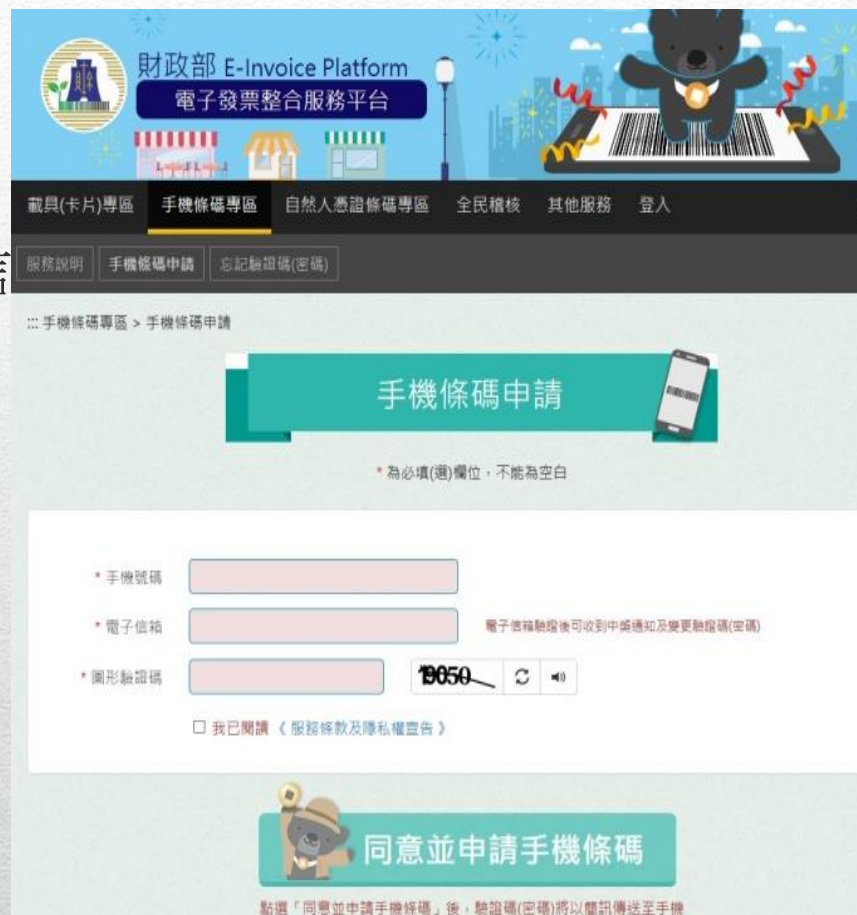 財政部 E-Invoice Platform
電子發票整合服務平台
載具(卡片)專區 手機條碼專區 自然人憑證條碼專區 全民稽核 其他服務 登入
服務說明 手機條碼申請 忘記驗證碼(密碼)
::: 手機條碼專區 > 手機條碼申請
手機條碼申請
* 為必填(選)欄位，不能為空白
* 手機號碼
* 電子信箱 電子信箱驗證後可收到中獎通知及變更驗證碼(密碼)
* 圖形驗證碼 19050
我已閱讀《服務條款及隱私權宣告》
同意並申請手機條碼
點選「同意並申請手機條碼」後，驗證碼(密碼)將以簡訊傳送至手機